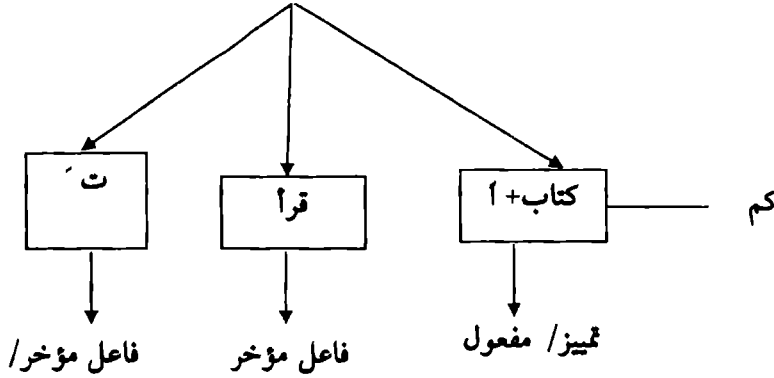 كم
كتاب+ أ
قرأ
ت َ
تمييز/ مفعول
فاعل مؤخر
فاعل مؤخر/